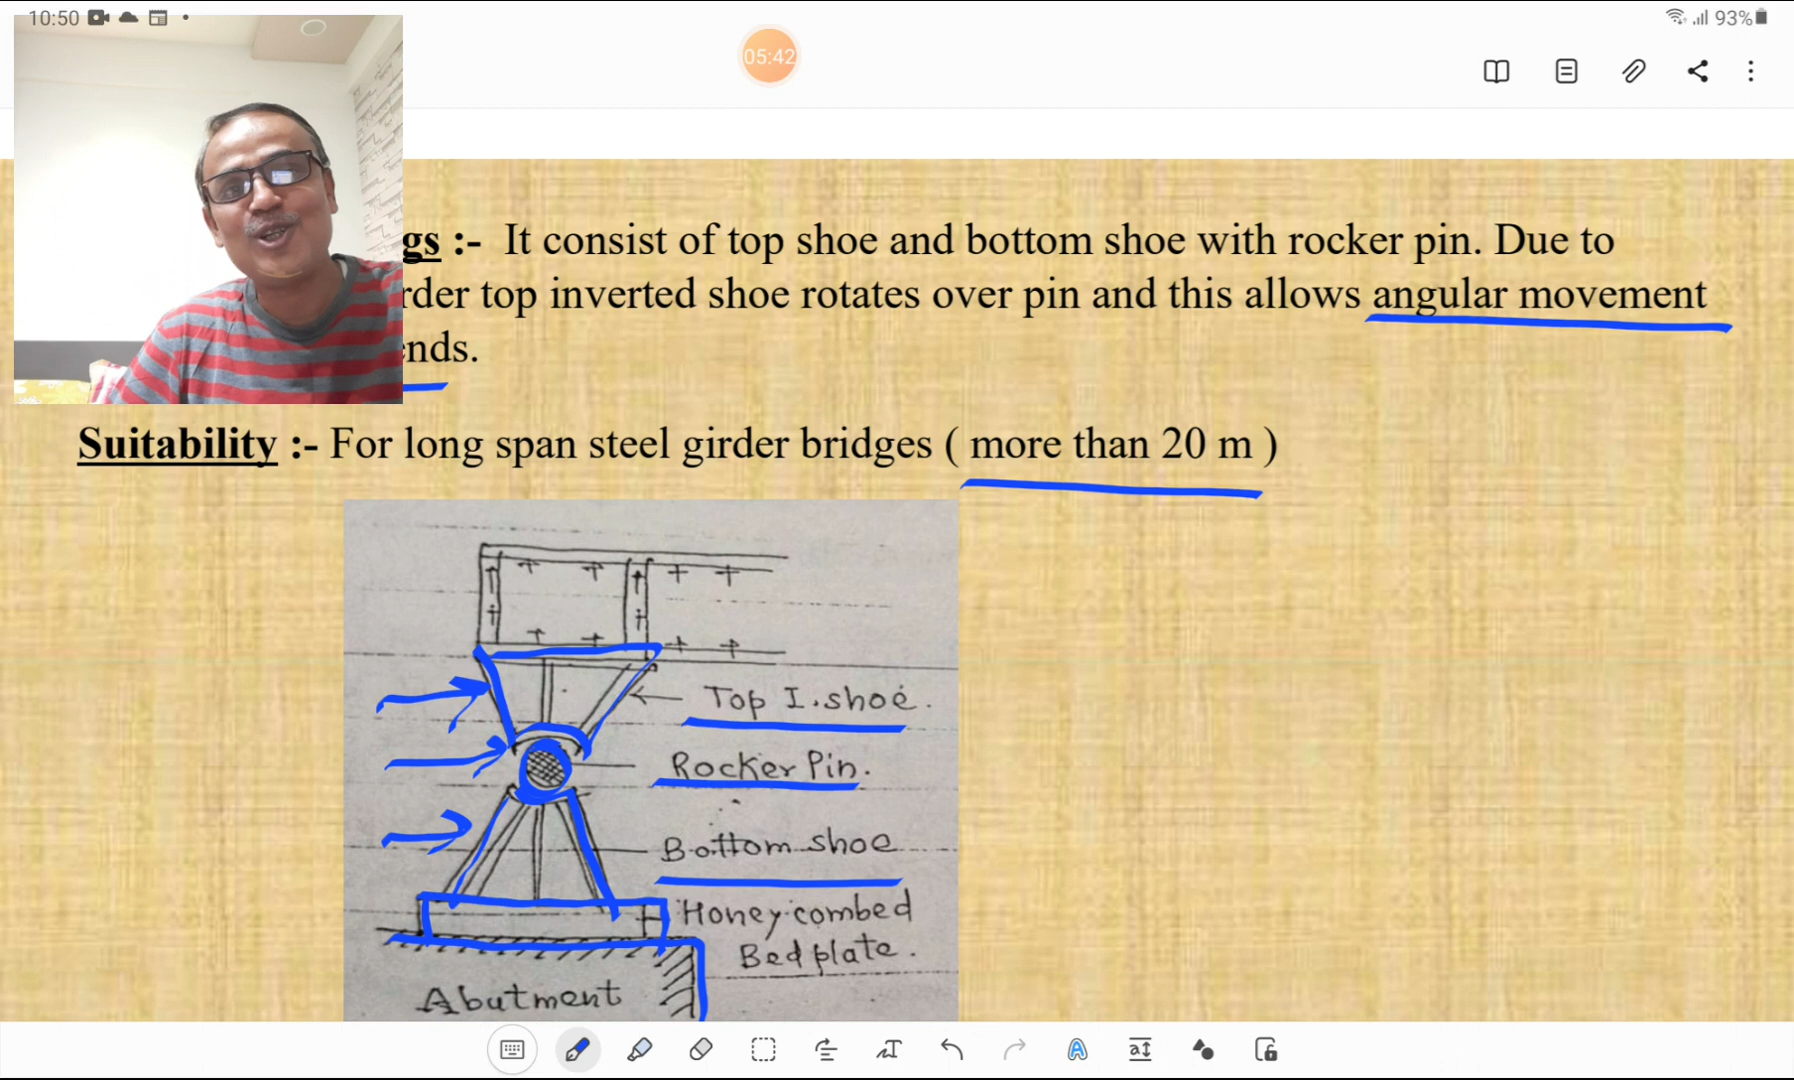 10:50
93%
05:42
gs :- It consist of top shoe and bottom shoe with rocker pin. Due to
rder top inverted shoe rotates over pin and this allows angular movement
ends.
Suitability :- For long span steel girder bridges ( more than 20 m )
Top I. shoe.
Rocker Pin.
Bottom shoe
Honey combed
Bed plate.
Abutment